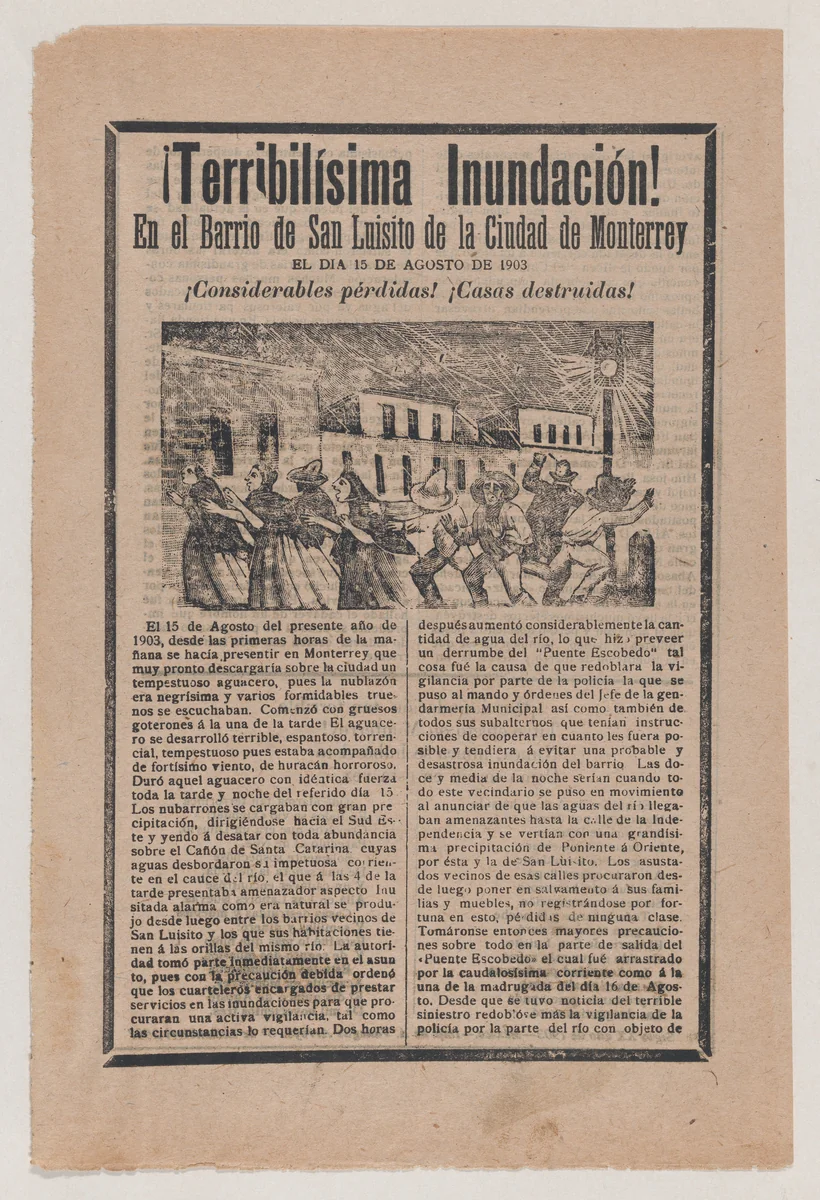 ¡Terribilísima Inundación!
En el Barrio de San Luisito de la Ciudad de Monterrey
EL DIA 15 DE AGOSTO DE 1903
¡Considerables pérdidas! ¡Casas destruidas!
El 15 de Agosto del presente año de
1903, desde las primeras horas de la ma-
ñana se hacía presentir en Monterrey que
muy pronto descargaría sobre la ciudad un
tempestuoso aguacero, pues la nublazón
era negrísima y varios formidables true-
nos se escuchaban. Comenzó con gruesos
goterones á la una de la tarde El aguace-
ro se desarrolló terrible, espantoso, torren-
cial, tempestuoso pues estaba acompañado
de fortísimo viento, de huracán horroroso.
Duró aquel aguacero con idéatica fuerza
toda la tarde y noche del referido día 15
Los nubarrones se cargaban con gran pre
cipitación, dirigiéndose hacia el Sud Es-
te y yendo á desatar con toda abundancia
sobre el Cañón de Santa Catarina, cuyas
aguas desbordaron su impetuosa corrien-
te en el cauce del río, el que á las 4 de la
tarde presentaba amenazador aspecto Inu
sitada alarma como era natural se produ-
jo desde luego entre los barrios vecinos de
San Luisito y los que sus habitaciones tie-
nen á las orillas del mismo río. La autori-
dad tomó parte inmediatamente en el asun
to, pues con la precaución debida ordenó
que los cuarteleros encargados de prestar
servicios en las inundaciones para que pro-
curaran una activa vigilancia, tal como
las circunstancias lo requerían. Dos horas
después aumentó considerablemente la can-
tidad de agua del río, lo que hizo preveer
un derrumbe del "Puente Escobedo" tal
cosa fué la causa de que redoblara la vi-
gilancia por parte de la policía la que se
puso al mando y órdenes del Jefe de la gen-
darmería Municipal así como también de
todos sus subalternos que tenían instruc-
ciones de cooperar en cuanto les fuera po-
sible y tendiera á evitar una probable y
desastrosa inundación del barrio Las do-
ce y media de la noche serían cuando to-
do este vecindario se puso en movimiento
al anunciar de que las aguas del río llega-
ban amenazantes hasta la calle de la Inde-
pendencia y se vertían con una grandísi-
ma precipitación de Poniente á Oriente,
por ésta y la de San Luisito. Los asusta-
dos vecinos de esas calles procuraron des-
de luego poner en salvamento á sus fami-
lias y muebles, no registrándose por for-
tuna en esto, pérdidas de ninguna clase.
Tomáronse entonces mayores precaucio-
nes sobre todo en la parte de salida del
«Puente Escobedo» el cual fué arrastrado
por la caudalosísima corriente como á la
una de la madrugada del día 16 de Agos-
to. Desde que se tuvo noticia del terrible
siniestro redoblóse más la vigilancia de la
policía por la parte del río con objeto de